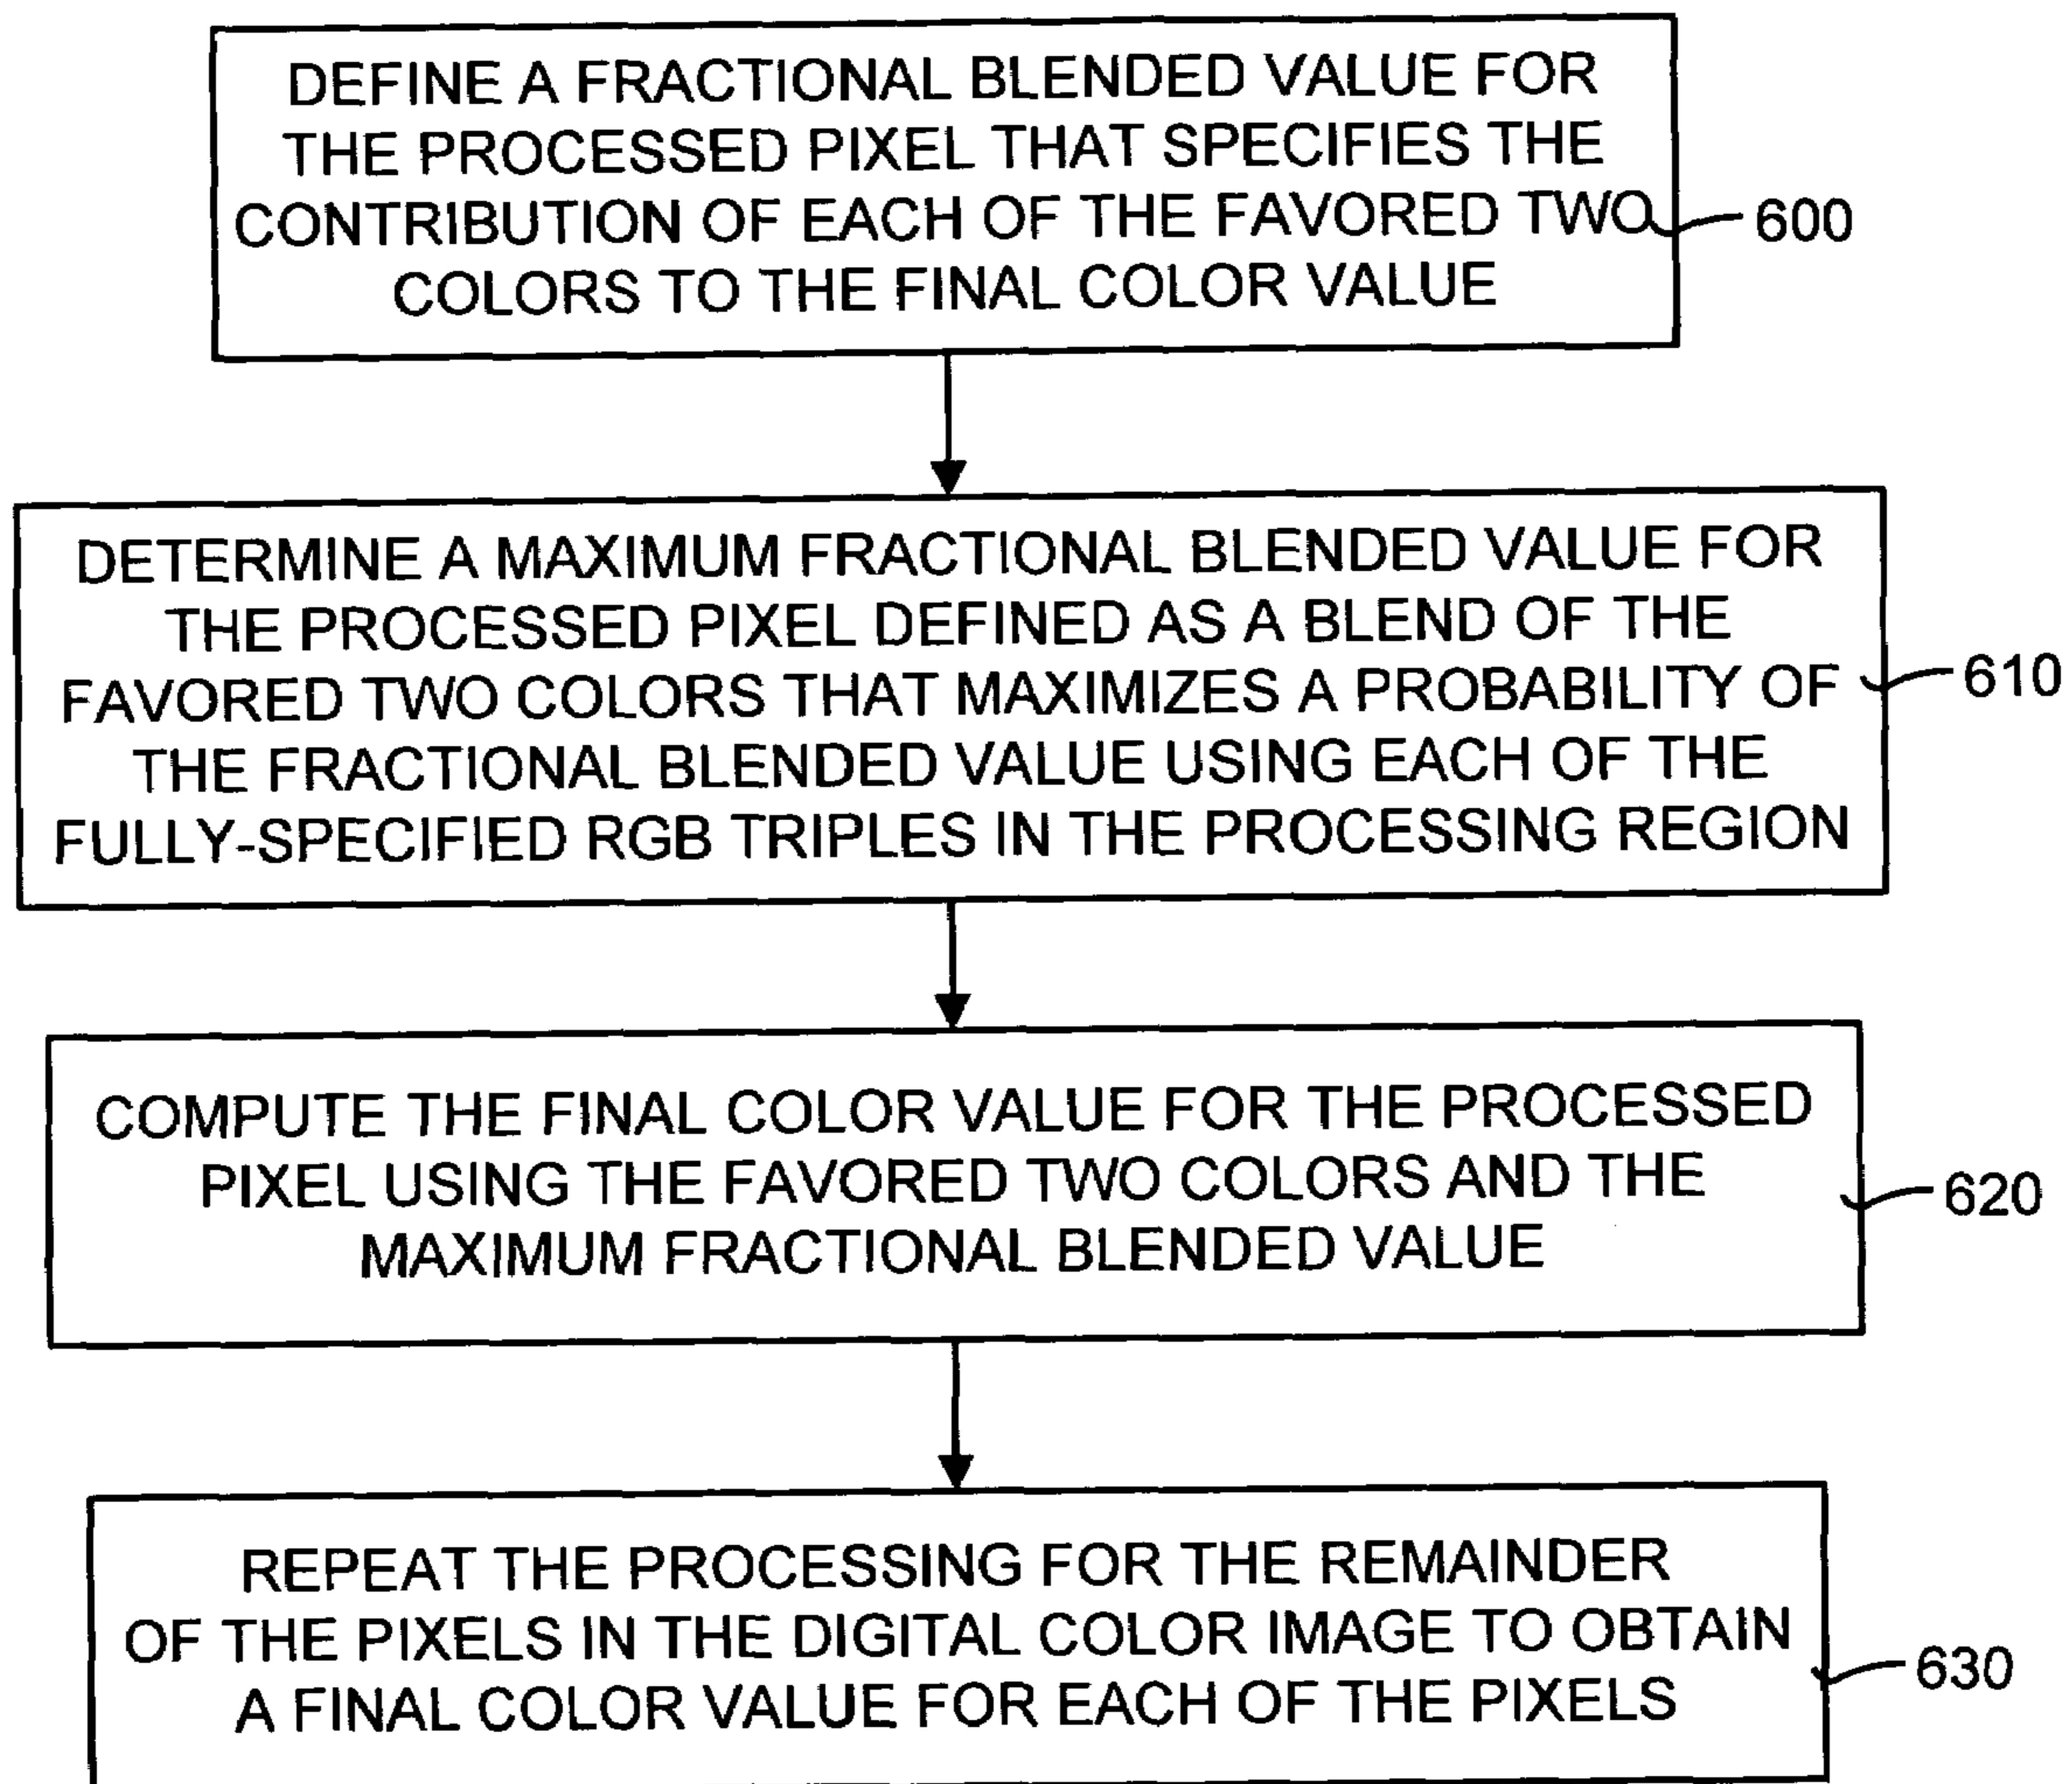 DEFINE A FRACTIONAL BLENDED VALUE FOR
THE PROCESSED PIXEL THAT SPECIFIES THE
CONTRIBUTION OF EACH OF THE FAVORED TWO
COLORS TO THE FINAL COLOR VALUE
600
DETERMINE A MAXIMUM FRACTIONAL BLENDED VALUE FOR
THE PROCESSED PIXEL DEFINED AS A BLEND OF THE
FAVORED TWO COLORS THAT MAXIMIZES A PROBABILITY OF
THE FRACTIONAL BLENDED VALUE USING EACH OF THE
FULLY-SPECIFIED RGB TRIPLES IN THE PROCESSING REGION
610
COMPUTE THE FINAL COLOR VALUE FOR THE PROCESSED
PIXEL USING THE FAVORED TWO COLORS AND THE
MAXIMUM FRACTIONAL BLENDED VALUE
620
REPEAT THE PROCESSING FOR THE REMAINDER
OF THE PIXELS IN THE DIGITAL COLOR IMAGE TO OBTAIN
A FINAL COLOR VALUE FOR EACH OF THE PIXELS
630